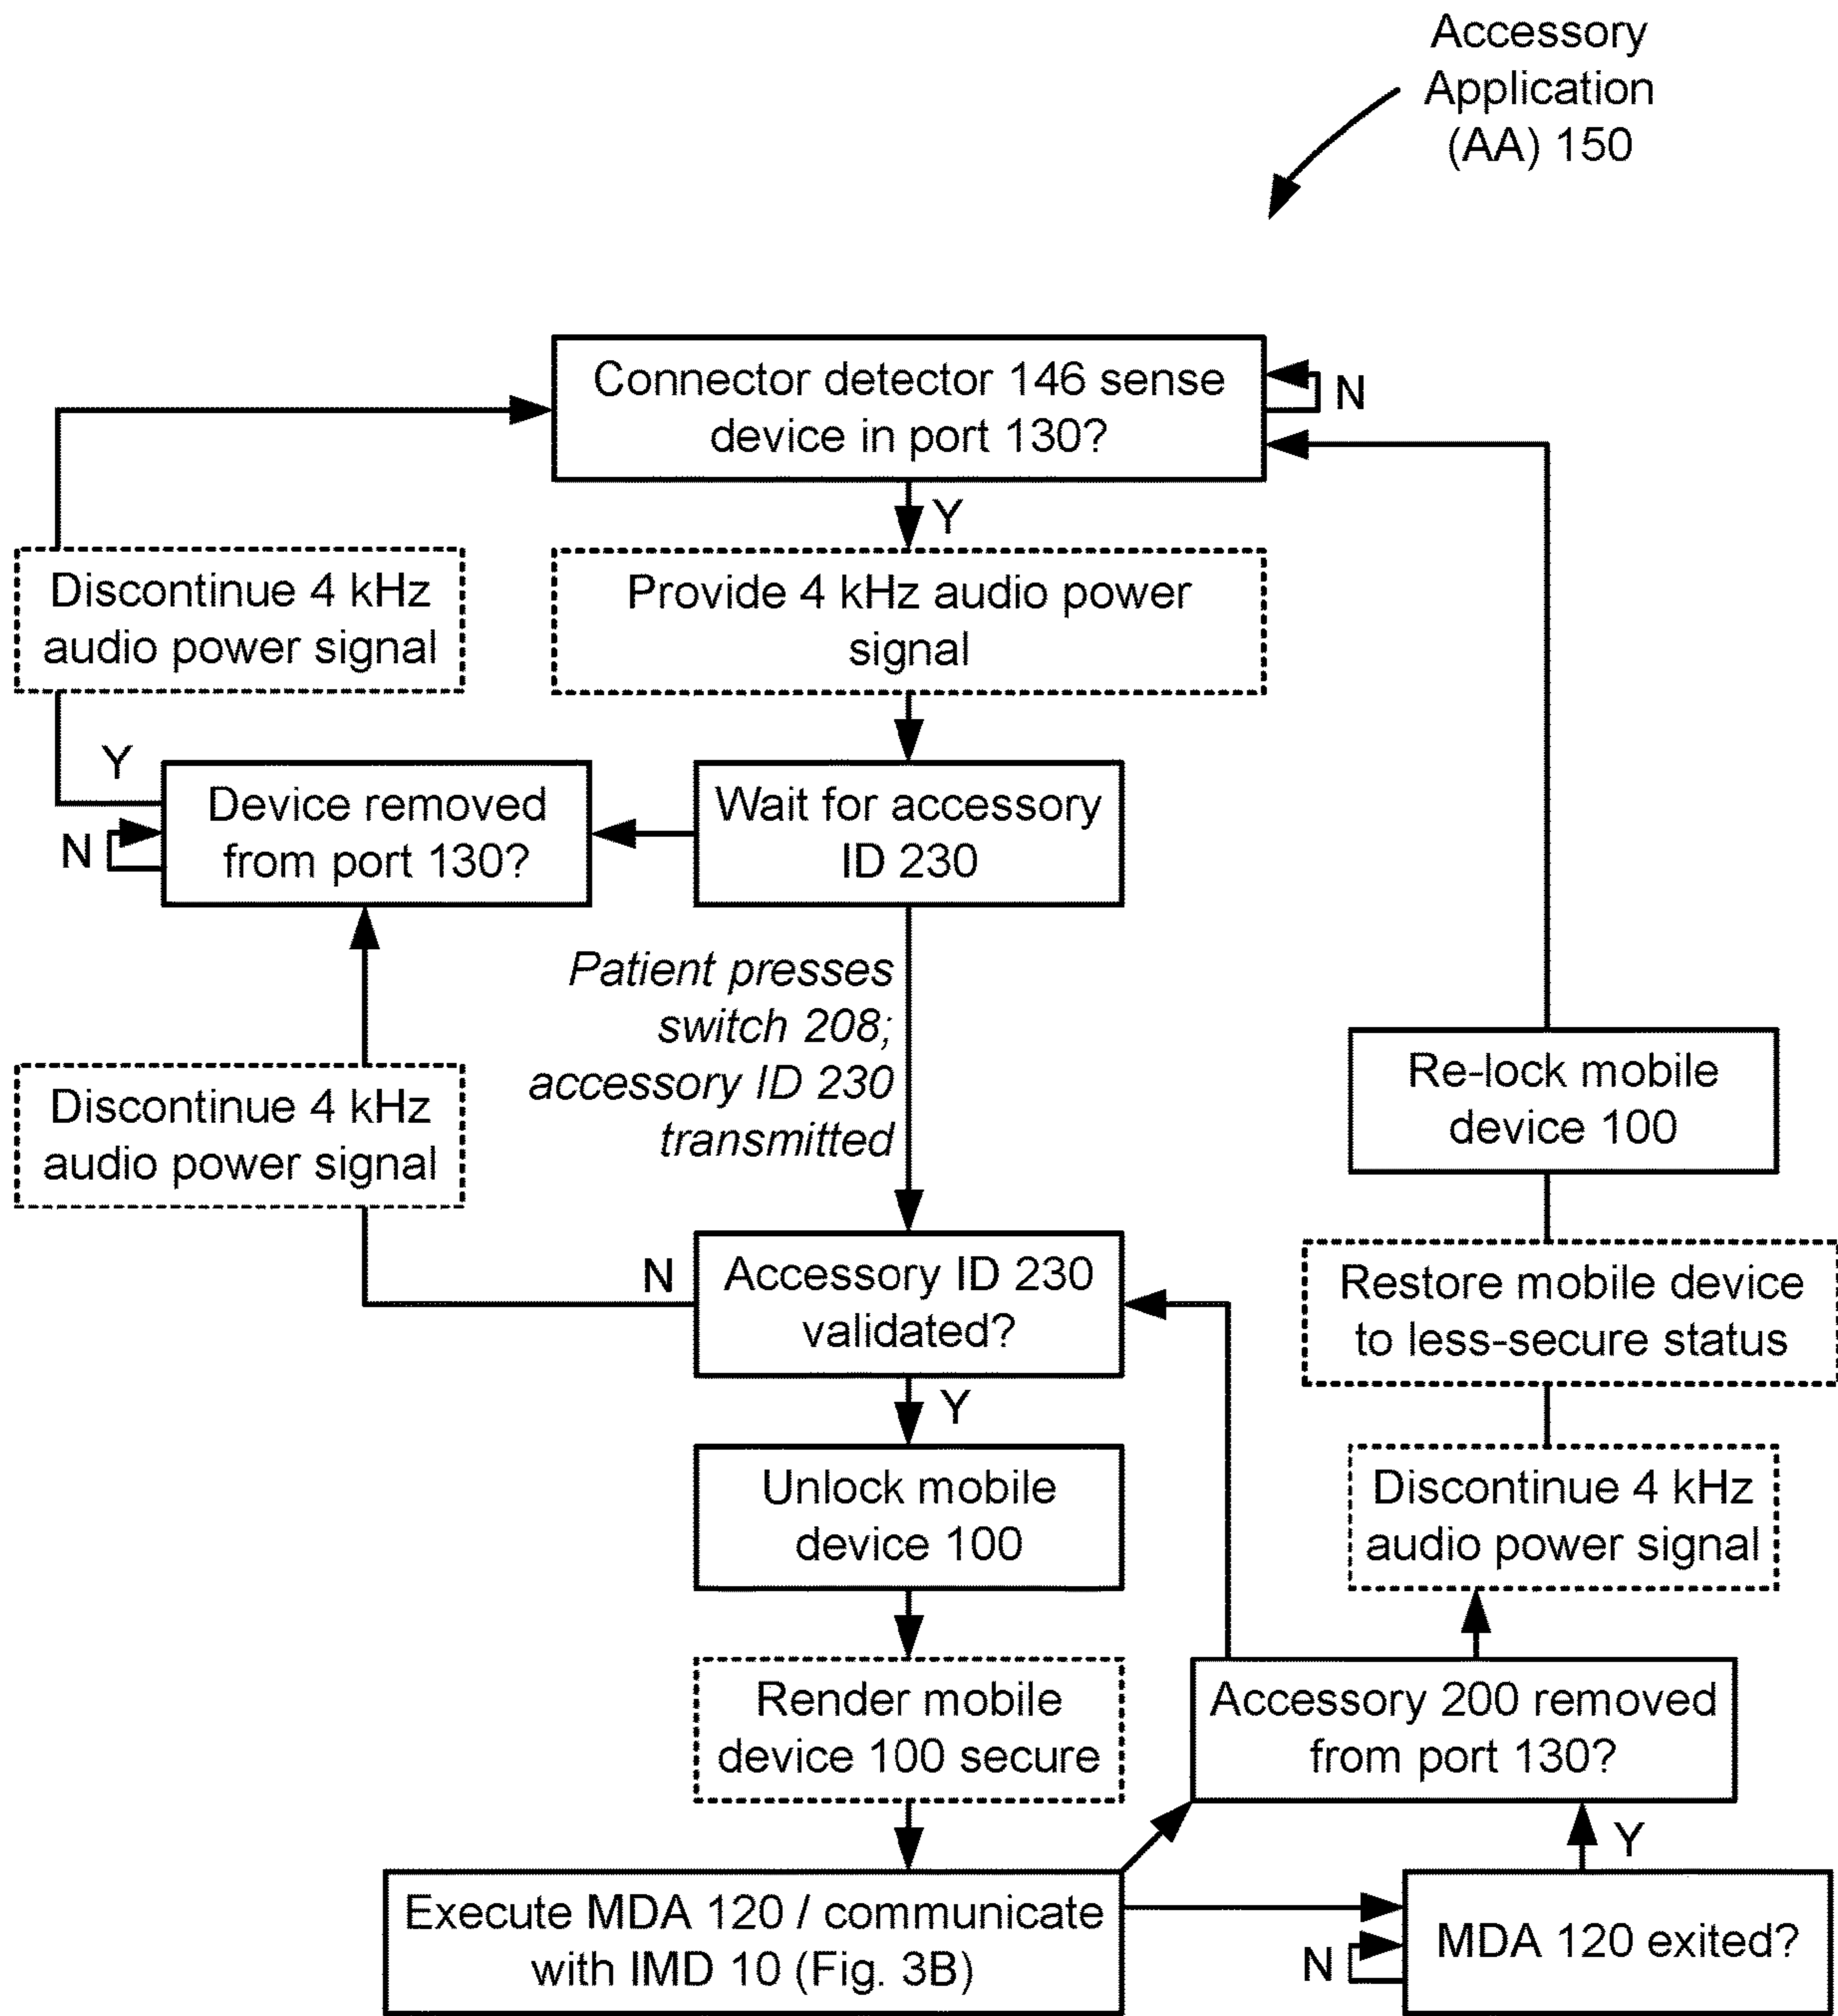 Accessory
Application
(AA) 150
Connector detector 146 sense
device in port 130?
N
Y
Discontinue 4 kHz
audio power signal
Provide 4 kHz audio power
signal
Y
Device removed
from port 130?
N
Wait for accessory
ID 230
Patient presses
switch 208;
accessory ID 230
transmitted
Discontinue 4 kHz
audio power signal
Re-lock mobile
device 100
N
Accessory ID 230
validated?
Restore mobile device
to less-secure status
Y
Unlock mobile
device 100
Discontinue 4 kHz
audio power signal
Render mobile
device 100 secure
Accessory 200 removed
from port 130?
Y
Execute MDA 120 / communicate
with IMD 10 (Fig. 3B)
N
MDA 120 exited?